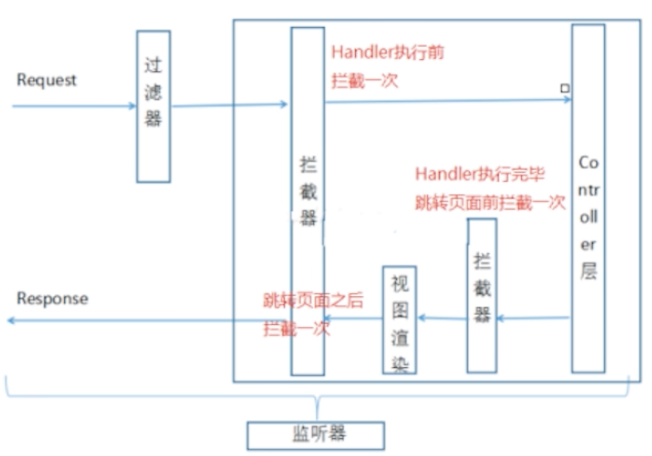 Request
过滤器
Handler执行前
拦截一次
拦截器
Controller层
Handler执行完毕
跳转页面前拦截一次
拦截器
视图渲染
Response
跳转页面之后
拦截一次
监听器